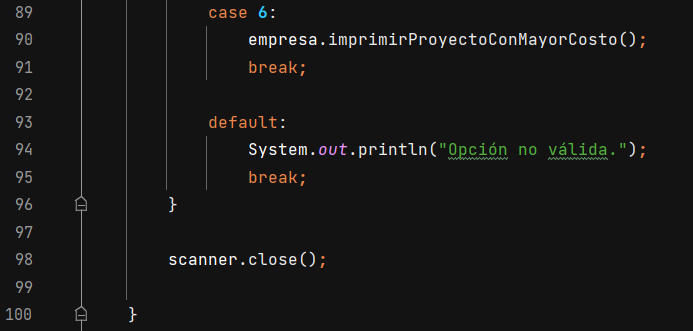 89 case 6:
90 empresa.imprimirProyectoConMayorCosto();
91 break;
92
93 default:
94 System.out.println("Opción no válida.");
95 break;
96 }
97
98 scanner.close();
99
100 }